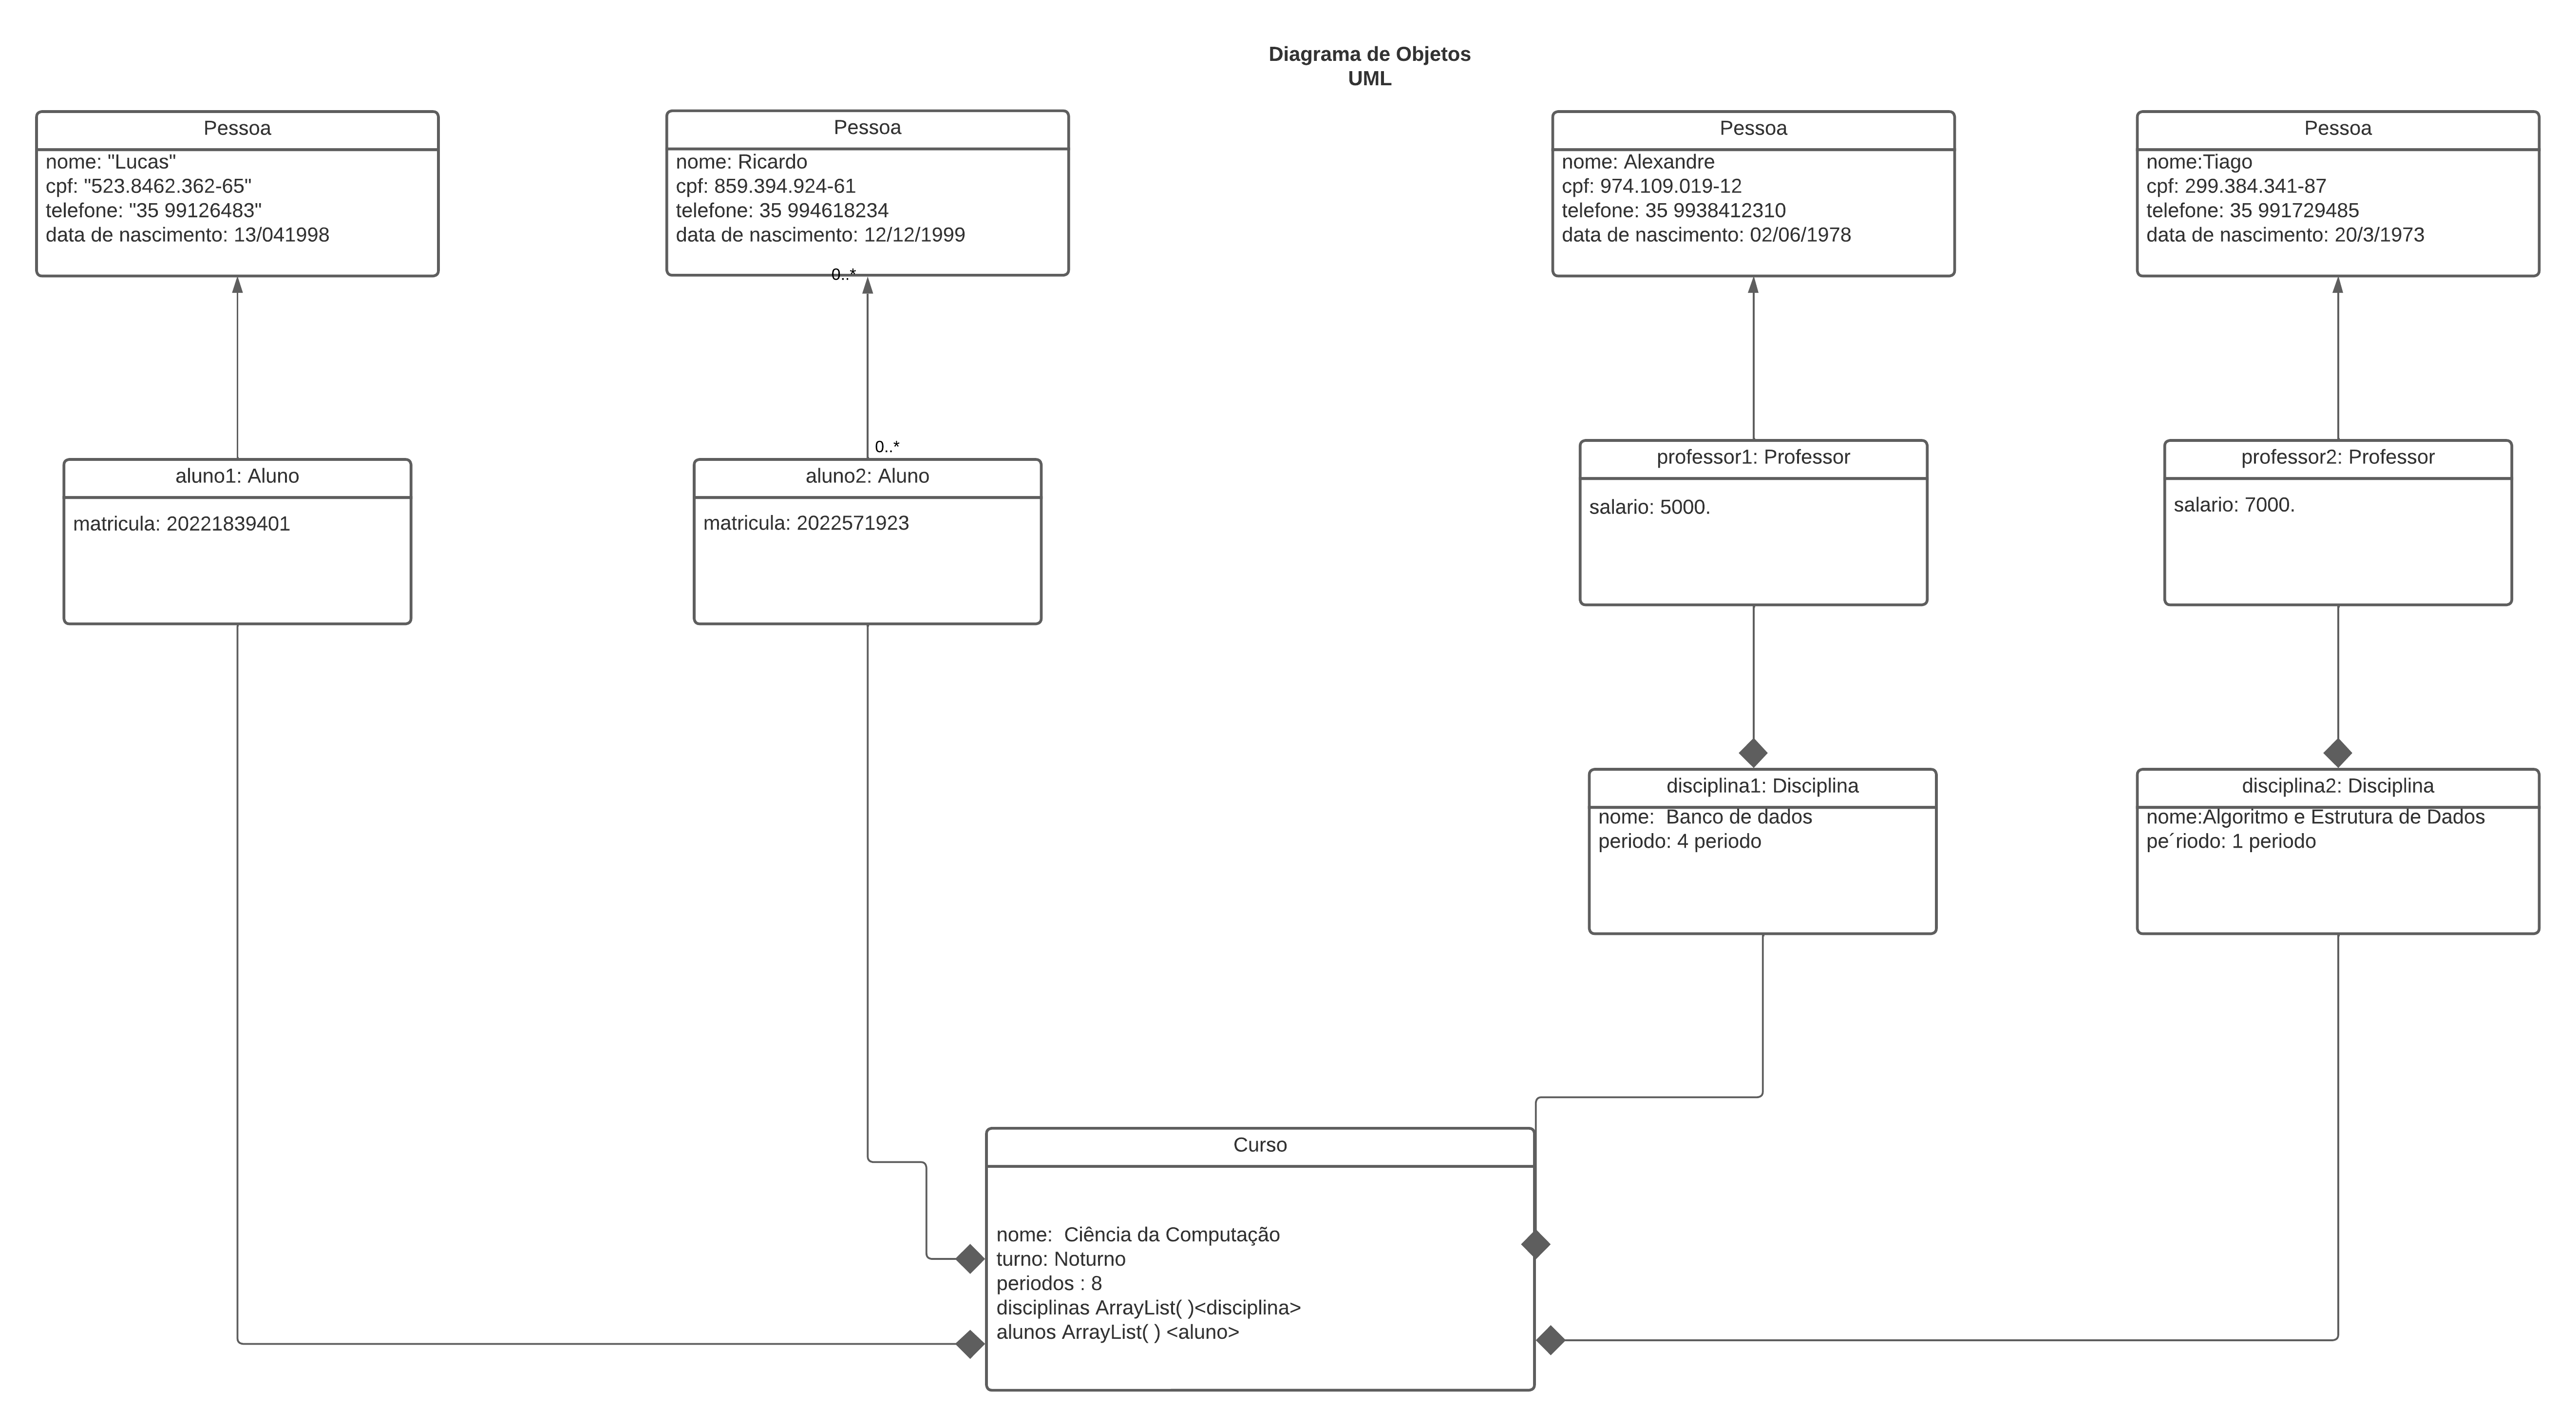 Diagrama de Objetos
UML
Pessoa
nome: "Lucas"
cpf: "523.8462.362-65"
telefone: "35 99126483"
data de nascimento: 13/041998
Pessoa
nome: Ricardo
cpf: 859.394.924-61
telefone: 35 994618234
data de nascimento: 12/12/1999
0..*
Pessoa
nome: Alexandre
cpf: 974.109.019-12
telefone: 35 9938412310
data de nascimento: 02/06/1978
Pessoa
nome:Tiago
cpf: 299.384.341-87
telefone: 35 991729485
data de nascimento: 20/3/1973
0..*
aluno1: Aluno
matricula: 20221839401
aluno2: Aluno
matricula: 2022571923
professor1: Professor
salario: 5000.
professor2: Professor
salario: 7000.
disciplina1: Disciplina
nome:  Banco de dados
periodo: 4 periodo
disciplina2: Disciplina
nome:Algoritmo e Estrutura de Dados
pe´riodo: 1 periodo
Curso
nome:  Ciência da Computação
turno: Noturno
periodos : 8
disciplinas ArrayList( )<disciplina>
alunos ArrayList( ) <aluno>